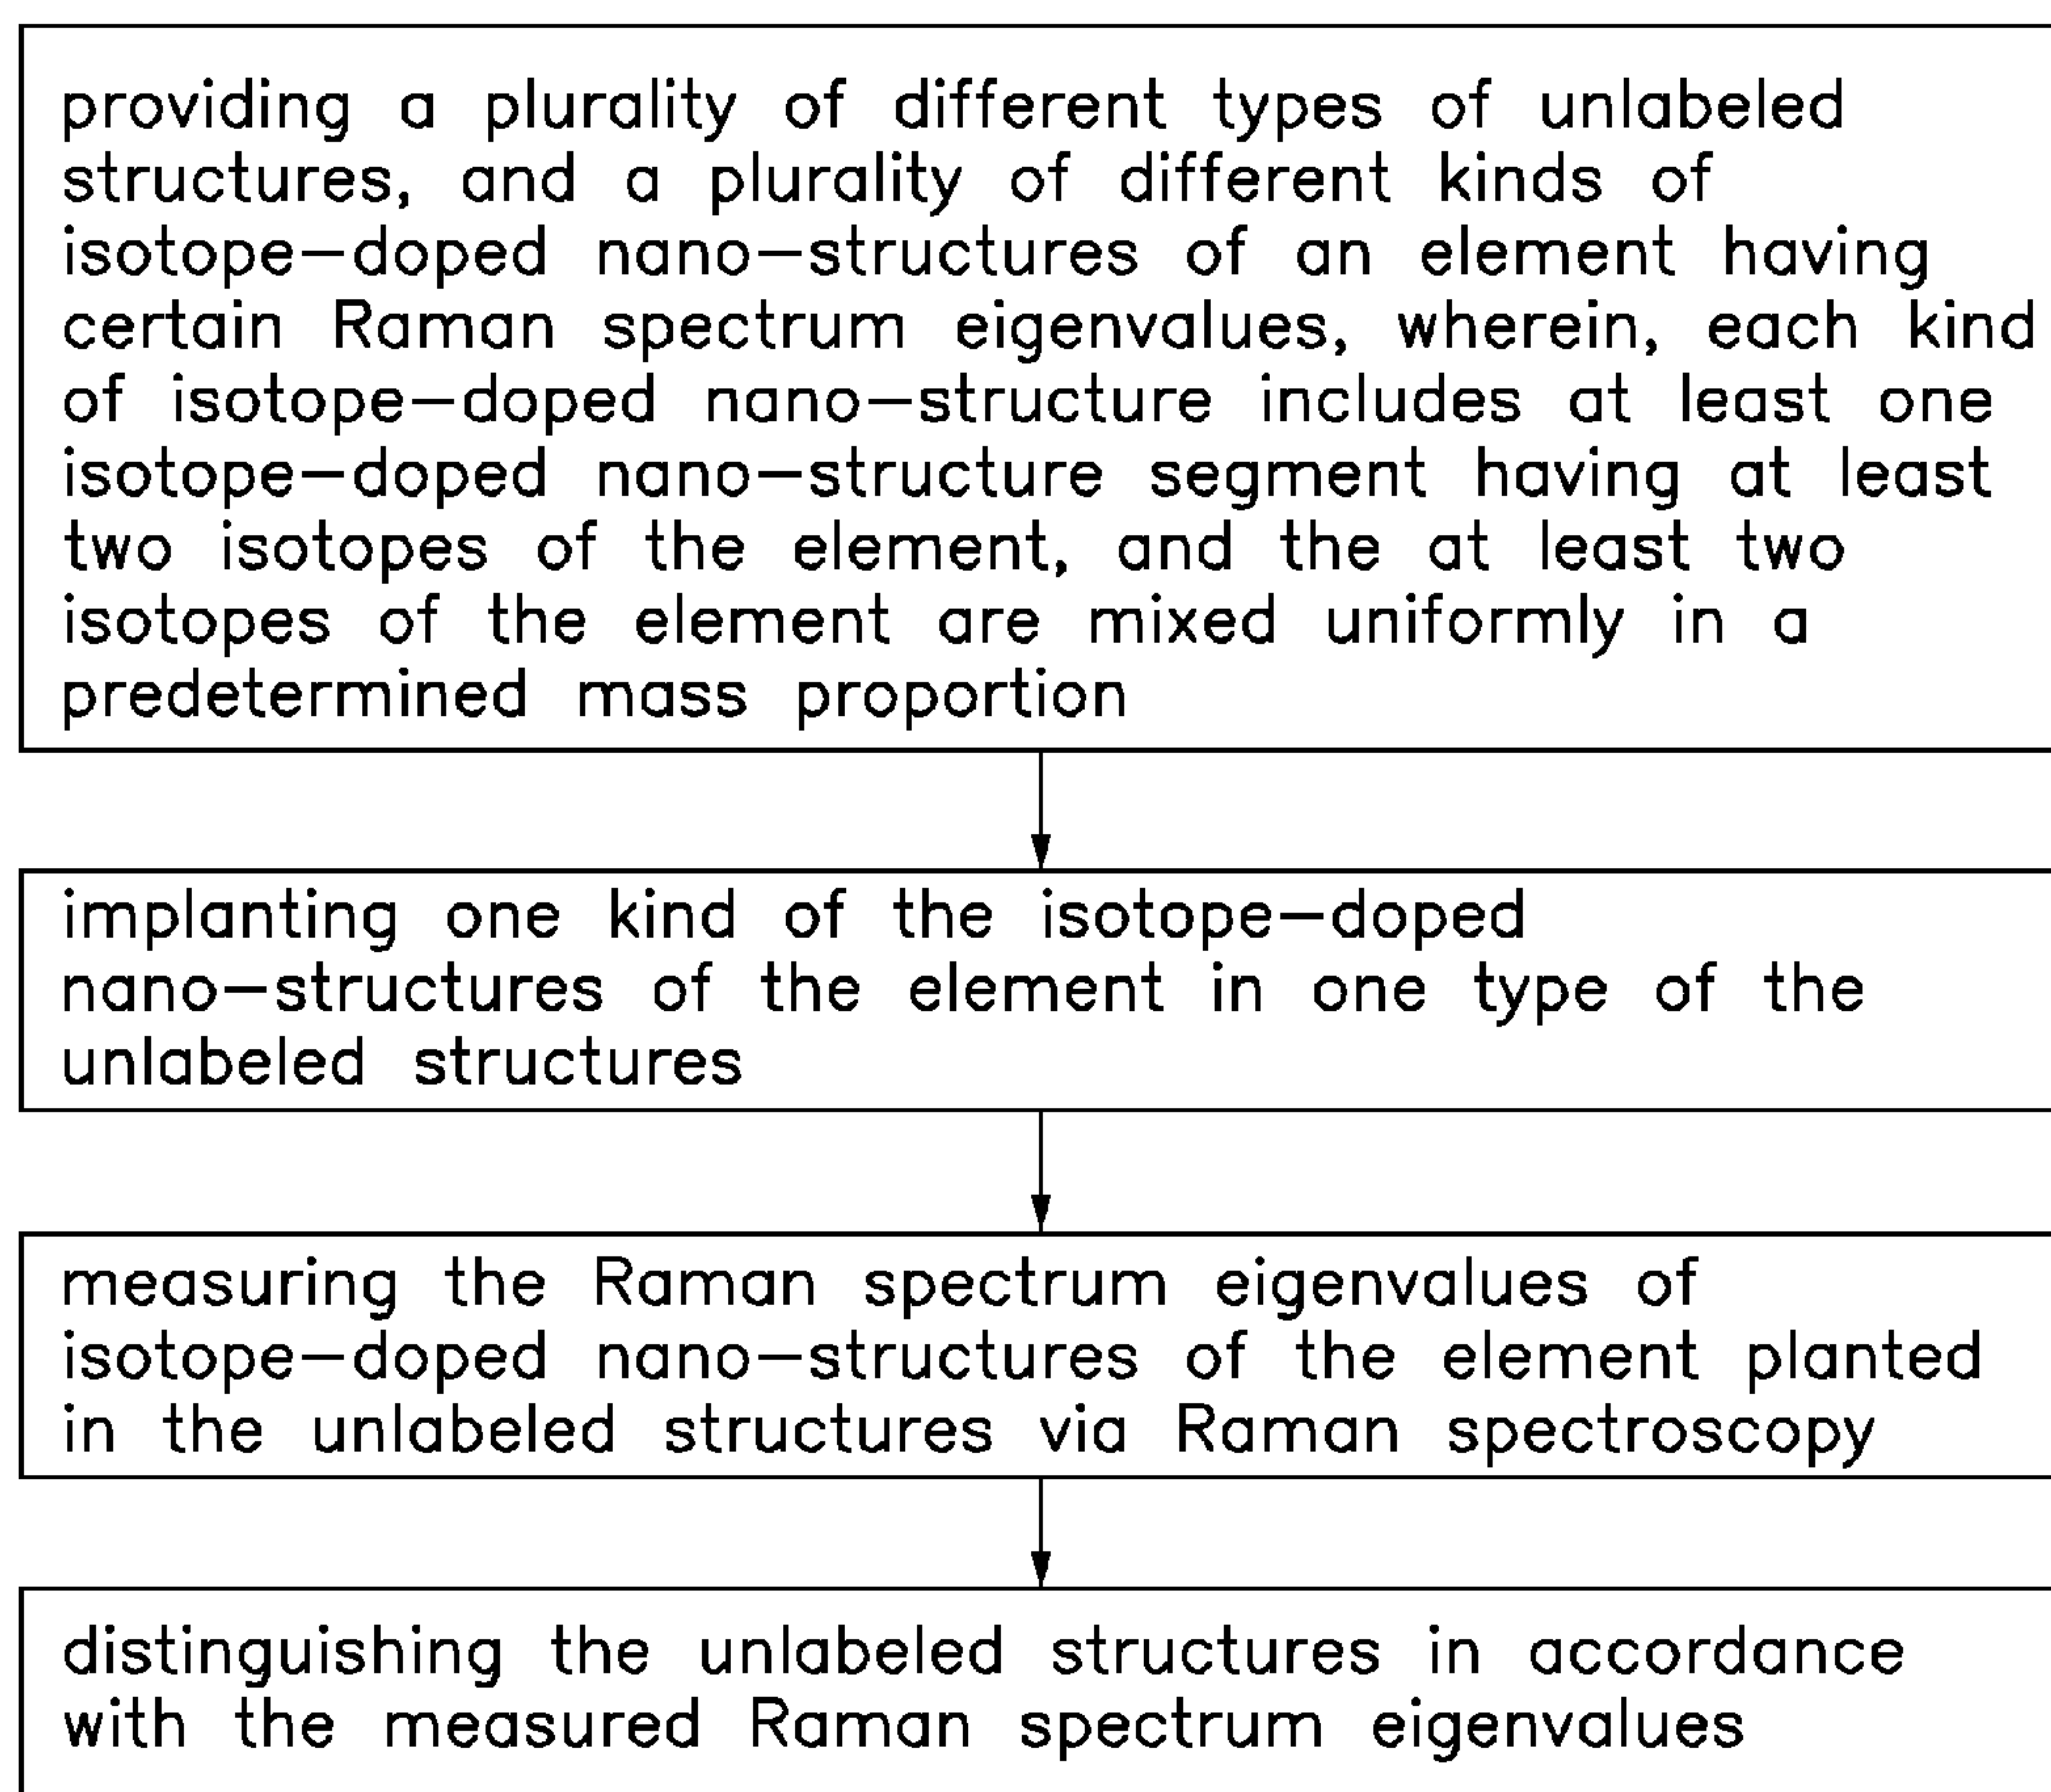 providing a plurality of different types of unlabeled
structures, and a plurality of different kinds of
isotope-doped nano-structures of an element having
certain Raman spectrum eigenvalues, wherein, each kind
of isotope-doped nano-structure includes at least one
isotope-doped nano-structure segment having at least
two isotopes of the element, and the at least two
isotopes of the element are mixed uniformly in a
predetermined mass proportion
implanting one kind of the isotope-doped
nano-structures of the element in one type of the
unlabeled structures
measuring the Raman spectrum eigenvalues of
isotope-doped nano-structures of the element planted
in the unlabeled structures via Raman spectroscopy
distinguishing the unlabeled structures in accordance
with the measured Raman spectrum eigenvalues